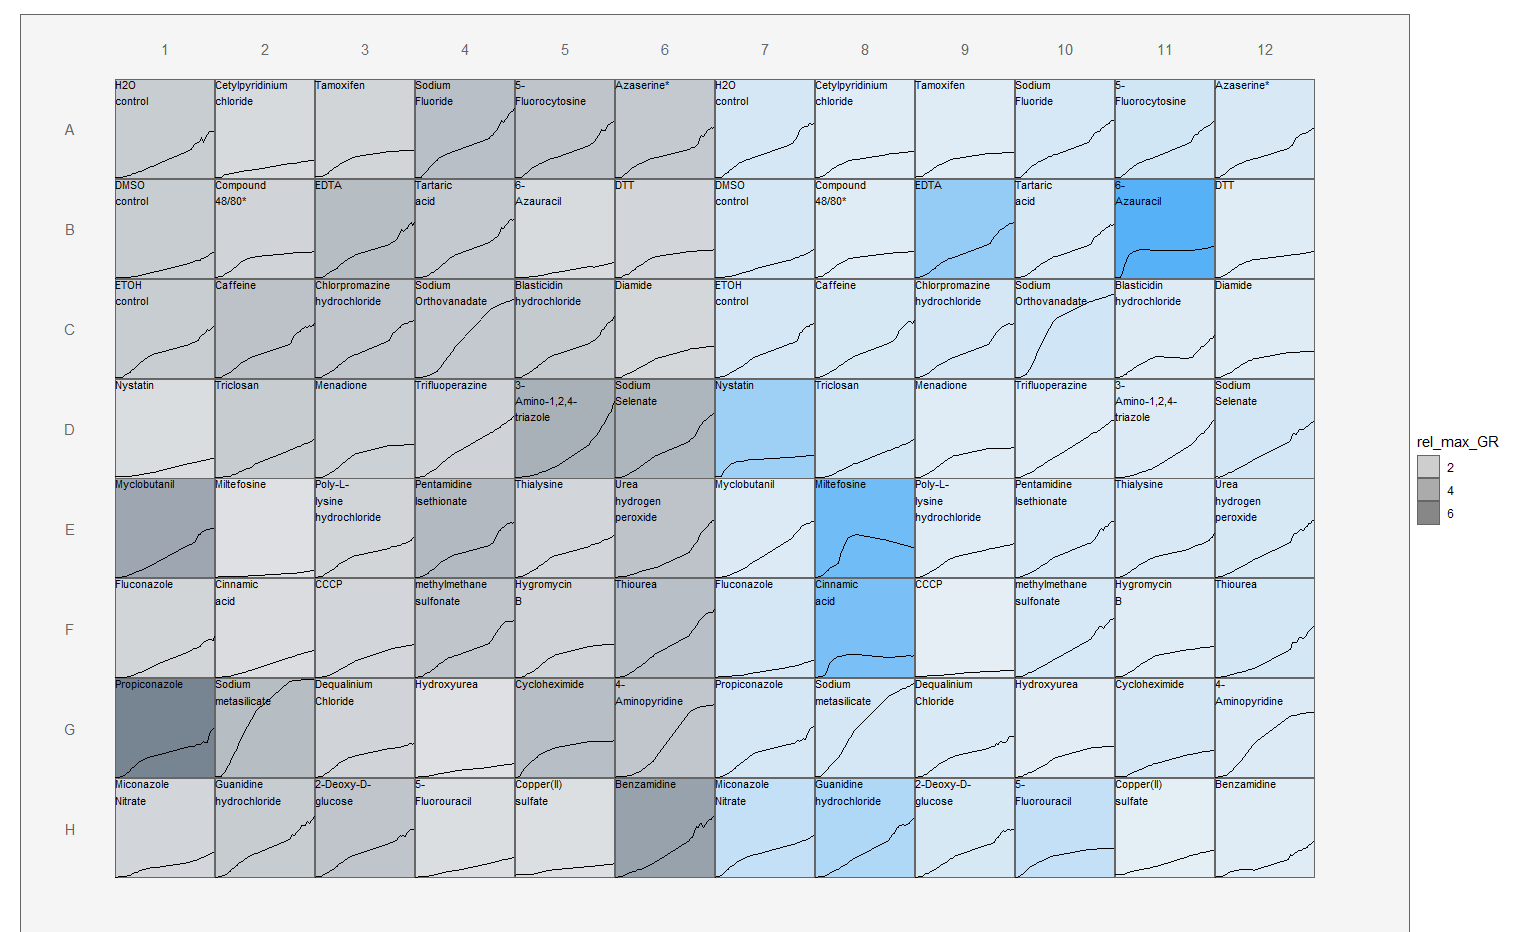 1 2 3 4 5 6 7 8 9 10 11 12
A
H2O
control
Cetylpyridinium
chloride
Tamoxifen
Sodium
Fluoride
5-
Fluorocytosine
Azaserine*
H2O
control
Cetylpyridinium
chloride
Tamoxifen
Sodium
Fluoride
5-
Fluorocytosine
Azaserine*
B
DMSO
control
Compound
48/80*
EDTA
Tartaric
acid
6-
Azauracil
DTT
DMSO
control
Compound
48/80*
EDTA
Tartaric
acid
6-
Azauracil
DTT
C
ETOH
control
Caffeine
Chlorpromazine
hydrochloride
Sodium
Orthovanadate
Blasticidin
hydrochloride
Diamide
ETOH
control
Caffeine
Chlorpromazine
hydrochloride
Sodium
Orthovanadate
Blasticidin
hydrochloride
Diamide
D
Nystatin
Triclosan
Menadione
Trifluoperazine
3-
Amino-1,2,4-
triazole
Sodium
Selenate
Nystatin
Triclosan
Menadione
Trifluoperazine
3-
Amino-1,2,4-
triazole
Sodium
Selenate
E
Myclobutanil
Miltefosine
Poly-L-
lysine
hydrochloride
Pentamidine
Isethionate
Thialysine
Urea
hydrogen
peroxide
Myclobutanil
Miltefosine
Poly-L-
lysine
hydrochloride
Pentamidine
Isethionate
Thialysine
Urea
hydrogen
peroxide
F
Fluconazole
Cinnamic
acid
CCCP
methylmethane
sulfonate
Hygromycin
B
Thiourea
Fluconazole
Cinnamic
acid
CCCP
methylmethane
sulfonate
Hygromycin
B
Thiourea
G
Propiconazole
Sodium
metasilicate
Dequalinium
Chloride
Hydroxyurea
Cycloheximide
4-
Aminopyridine
Propiconazole
Sodium
metasilicate
Dequalinium
Chloride
Hydroxyurea
Cycloheximide
4-
Aminopyridine
H
Miconazole
Nitrate
Guanidine
hydrochloride
2-Deoxy-D-
glucose
5-
Fluorouracil
Copper(II)
sulfate
Benzamidine
Miconazole
Nitrate
Guanidine
hydrochloride
2-Deoxy-D-
glucose
5-
Fluorouracil
Copper(II)
sulfate
Benzamidine
rel_max_GR
2
4
6